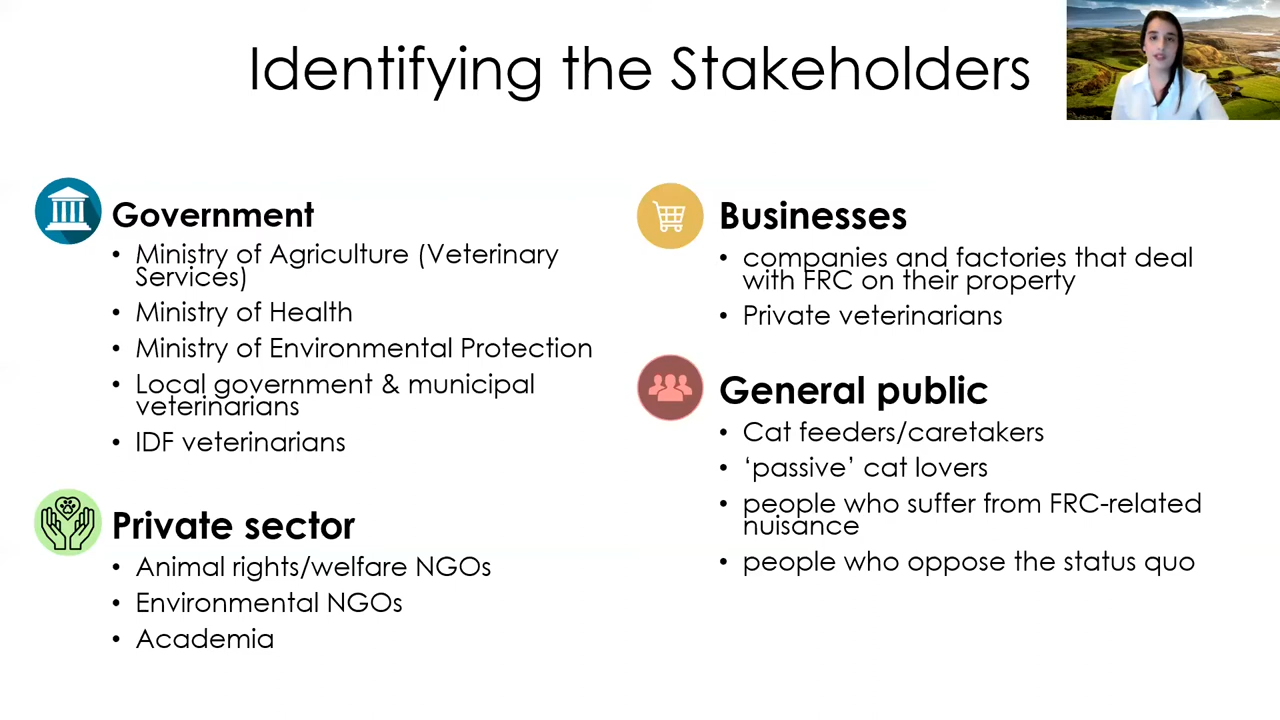 Identifying the Stakeholders
Government
• Ministry of Agriculture (Veterinary
Services)
• Ministry of Health
• Ministry of Environmental Protection
• Local government & municipal
veterinarians
• IDF veterinarians
Private sector
• Animal rights/welfare NGOs
• Environmental NGOs
• Academia
Businesses
• companies and factories that deal
with FRC on their property
• Private veterinarians
General public
• Cat feeders/caretakers
• ‘passive’ cat lovers
• people who suffer from FRC-related
nuisance
• people who oppose the status quo